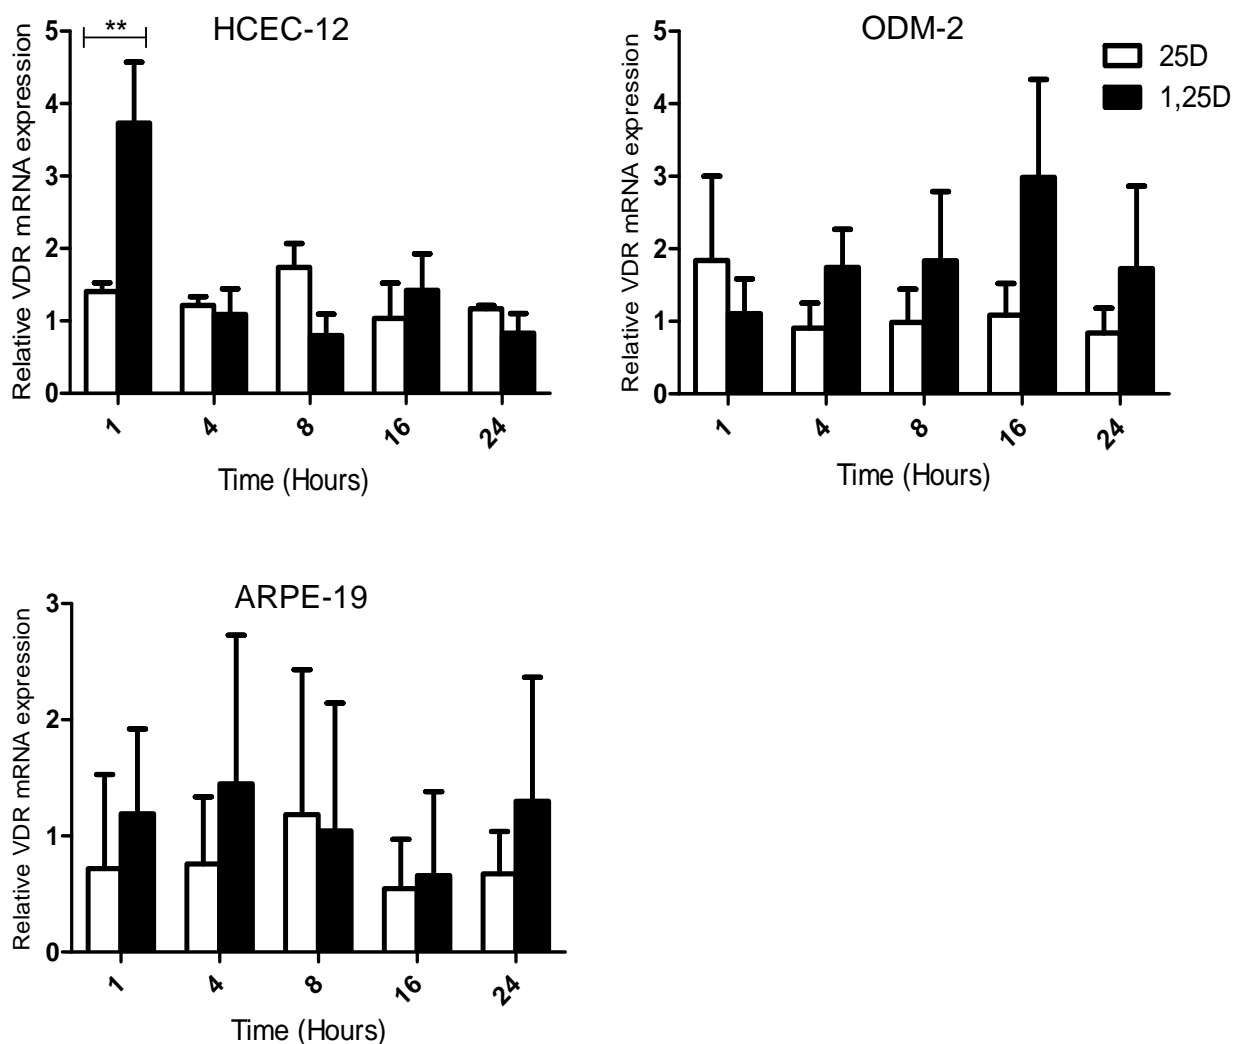 HCEC-12
**
Relative VDR mRNA expression
5
4
3
2
1
0
1
4
8
16
24
Time (Hours)
ODM-2
25D
1,25D
Relative VDR mRNA expression
5
4
3
2
1
0
1
4
8
16
24
Time (Hours)
ARPE-19
Relative VDR mRNA expression
3
2
1
0
1
4
8
16
24
Time (Hours)